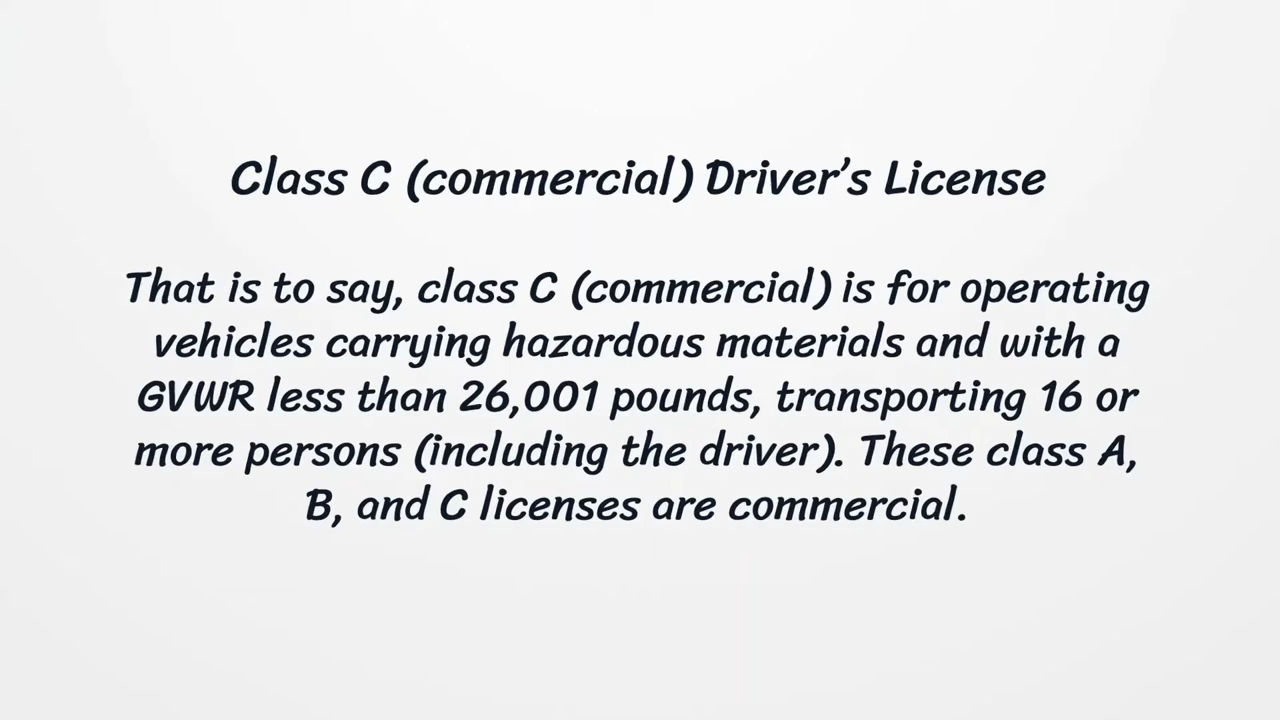 Class C (commercial) Driver’s License
That is to say, class C (commercial) is for operating
vehicles carrying hazardous materials and with a
GVWR less than 26,001 pounds, transporting 16 or
more persons (including the driver). These class A,
B, and C licenses are commercial.